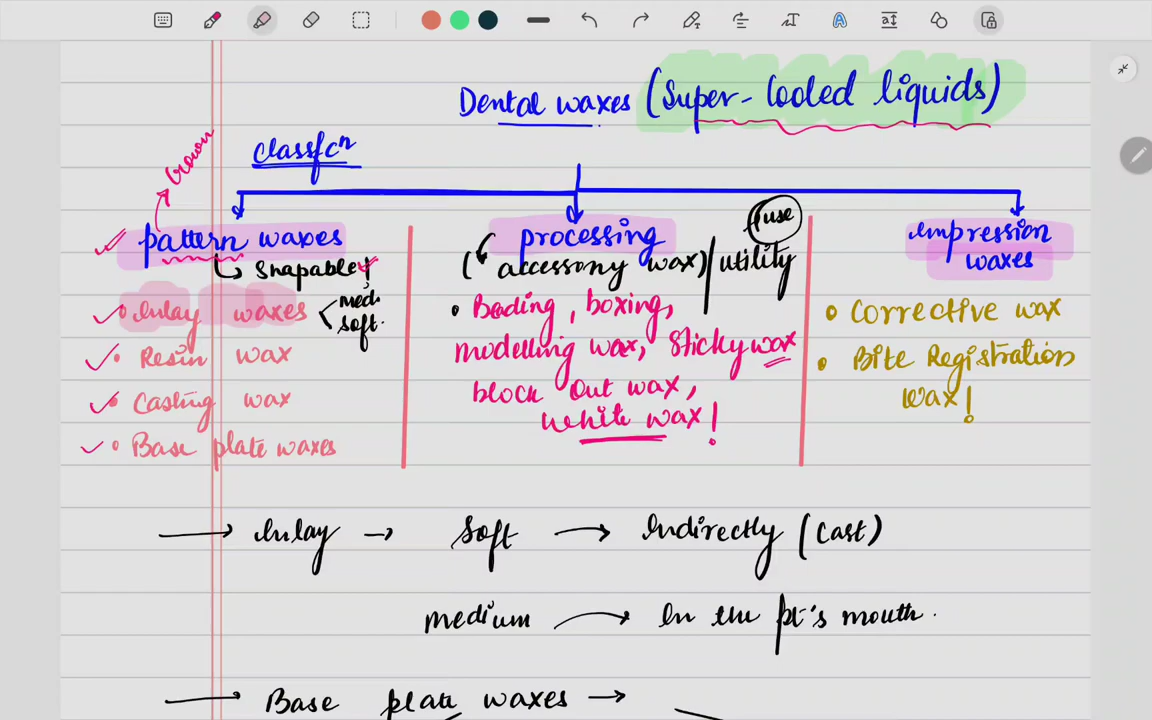 Dental waxes (Super-Cooled liquids)
Classfcn
Crown
pattern waxes
Shapable!
• Inlay waxes
med.
soft.
• Resin wax
• Casting wax
• Base plate waxes
processing
(accessory wax)/utility
use
• Beading, boxing,
modelling wax, Sticky wax
block out wax,
White wax!
Impression
waxes
• Corrective wax
• Bite Registration
wax!
→ Inlay → Soft → Indirectly (Cast)
medium → In the pt's mouth.
→ Base plate waxes →